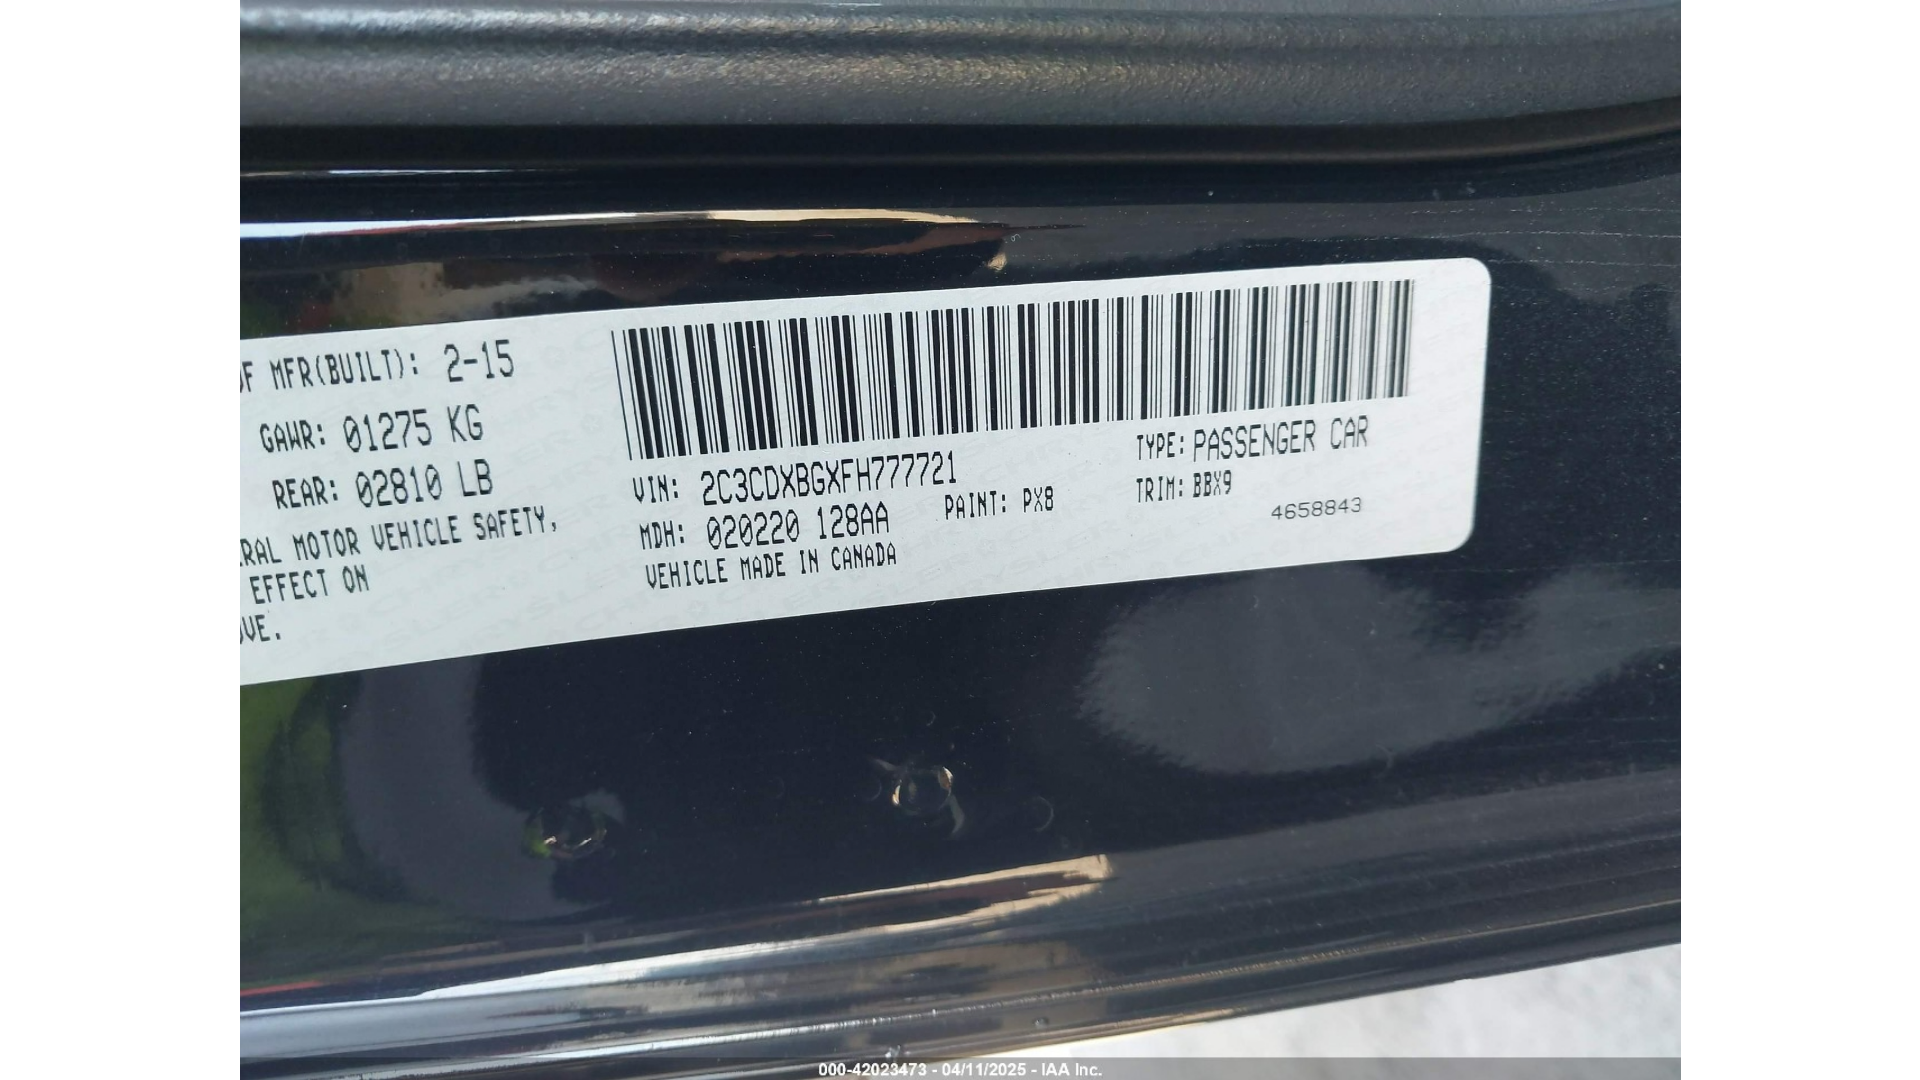 OF MFR(BUILT): 2-15
GAWR: 01275 KG
REAR: 02810 LB
RAL MOTOR VEHICLE SAFETY,
EFFECT ON
OVE.
VIN: 2C3CDXBGXFH777721
TYPE: PASSENGER CAR
MDH: 020220 128AA
PAINT: PX8
TRIM: BBX9
VEHICLE MADE IN CANADA
4658843
000-42023473 - 04/11/2025 - IAA Inc.